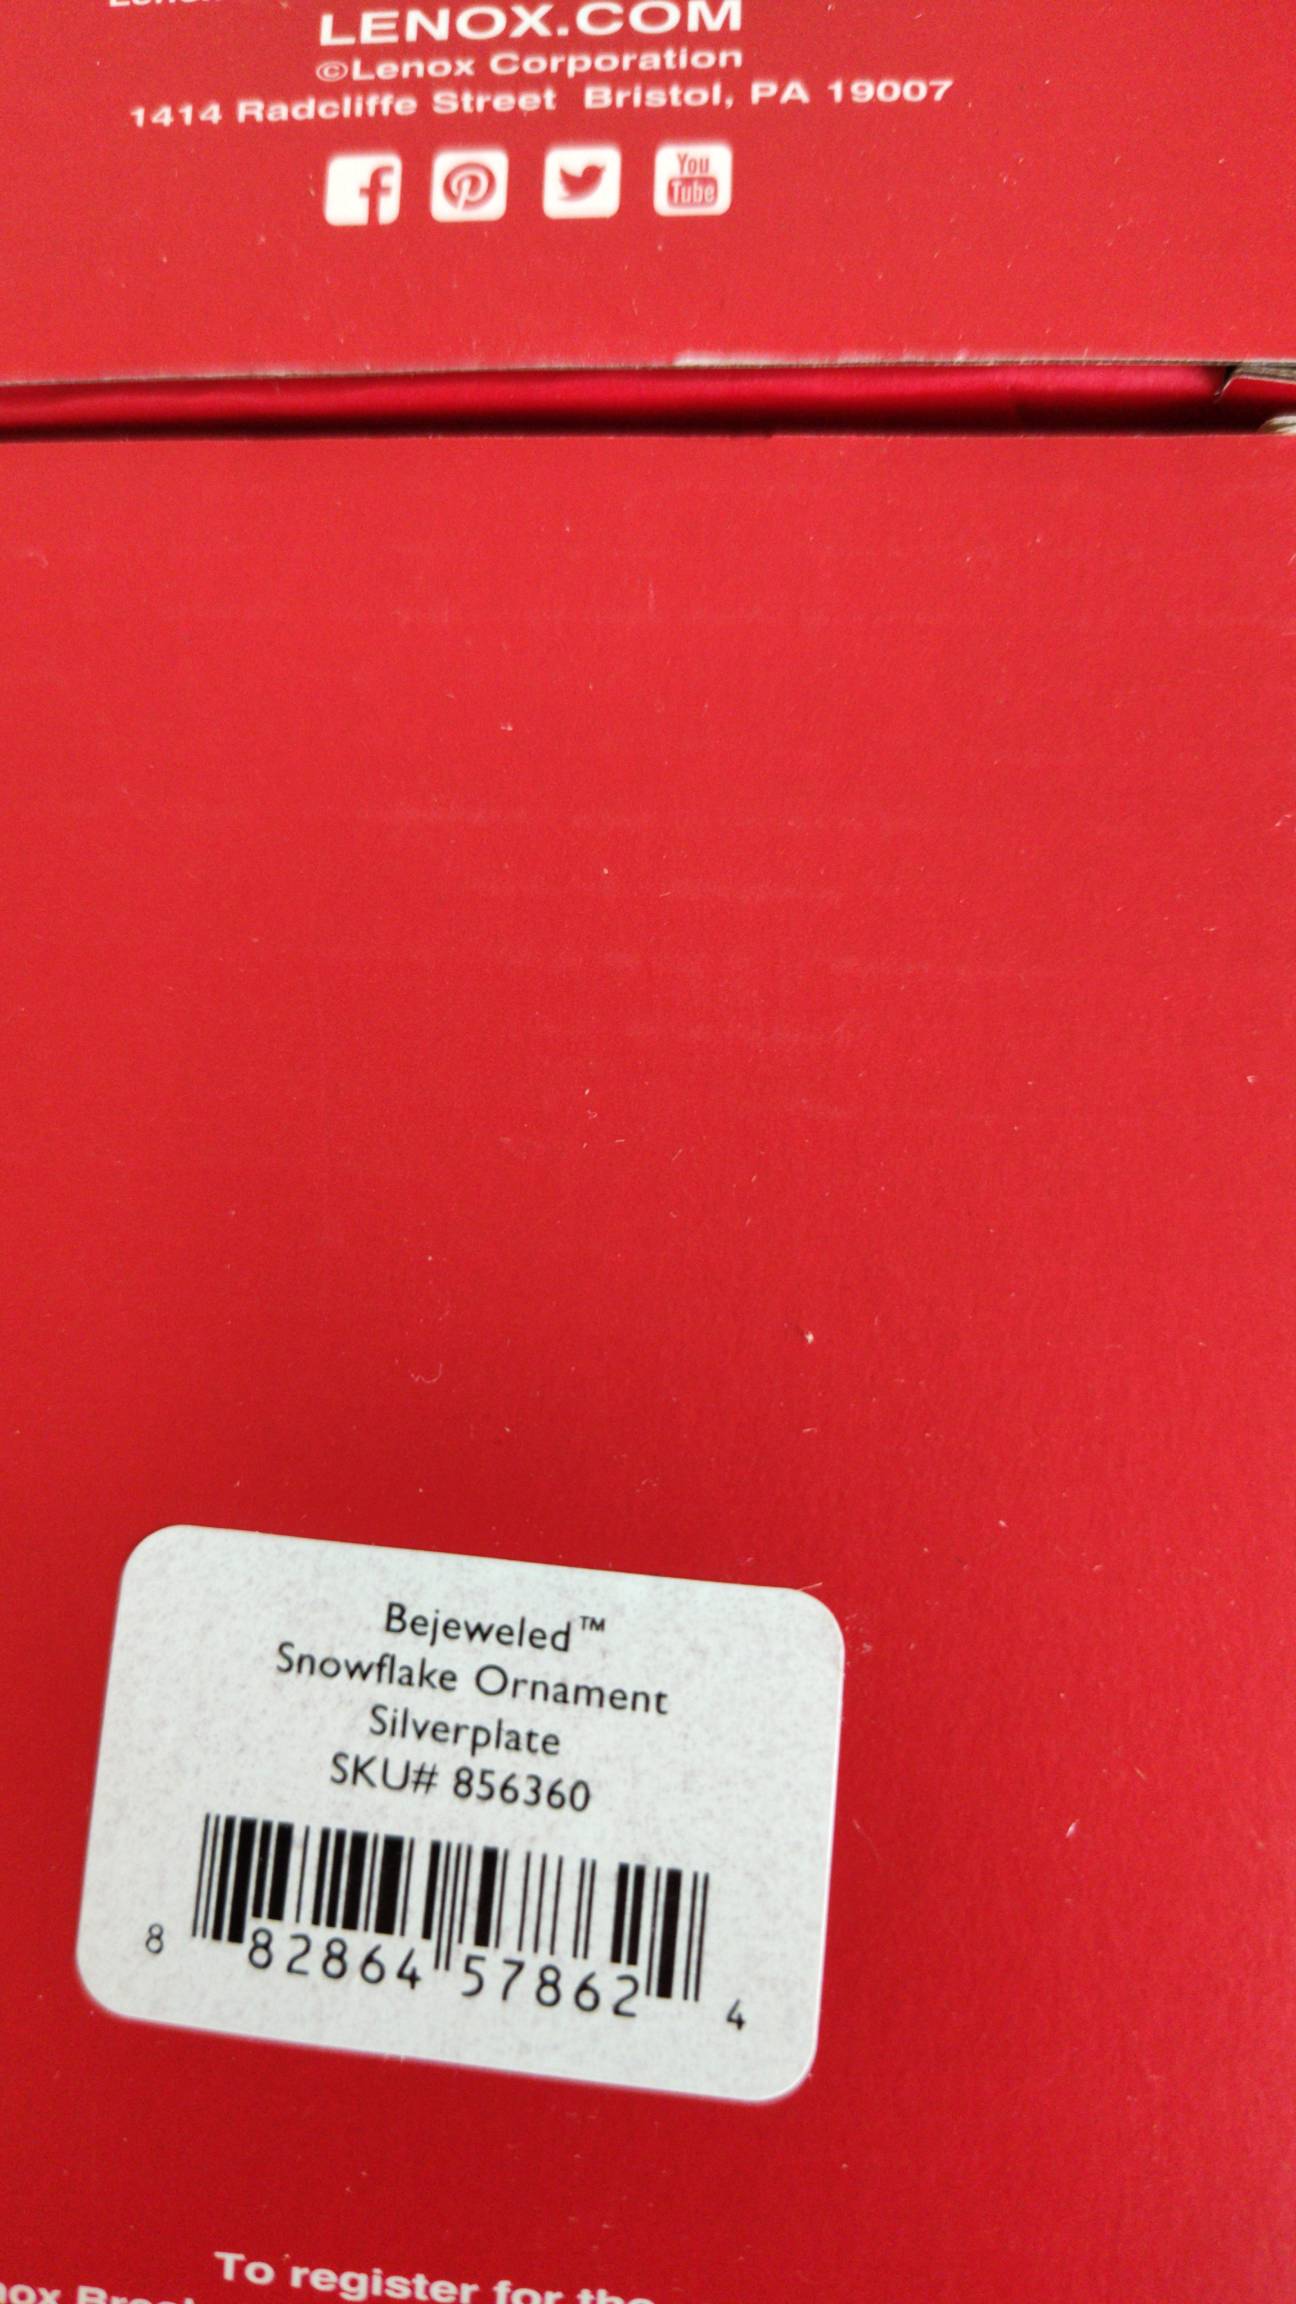 LENOX.COM
©Lenox Corporation
1414 Radcliffe Street Bristol, PA 19007
f
You
Tube
Bejeweled™
Snowflake Ornament
Silverplate
SKU# 856360
8 82864 57862 4
To register for the